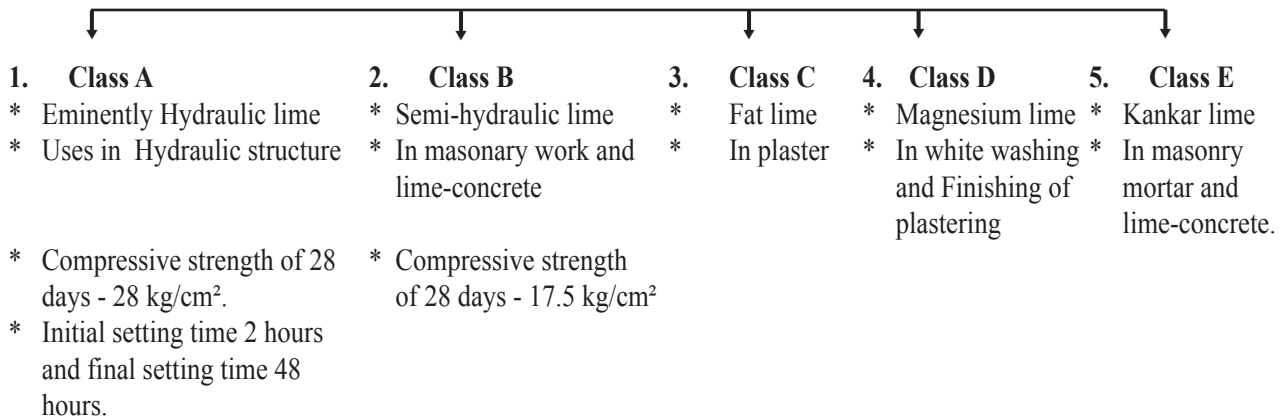 1. Class A
* Eminently Hydraulic lime
* Uses in Hydraulic structure
* Compressive strength of 28
days - 28 kg/cm².
* Initial setting time 2 hours
and final setting time 48
hours.
2. Class B
* Semi-hydraulic lime
* In masonary work and
lime-concrete
* Compressive strength
of 28 days - 17.5 kg/cm²
3. Class C
* Fat lime
* In plaster
4. Class D
* Magnesium lime
* In white washing
and Finishing of
plastering
5. Class E
* Kankar lime
* In masonry
mortar and
lime-concrete.